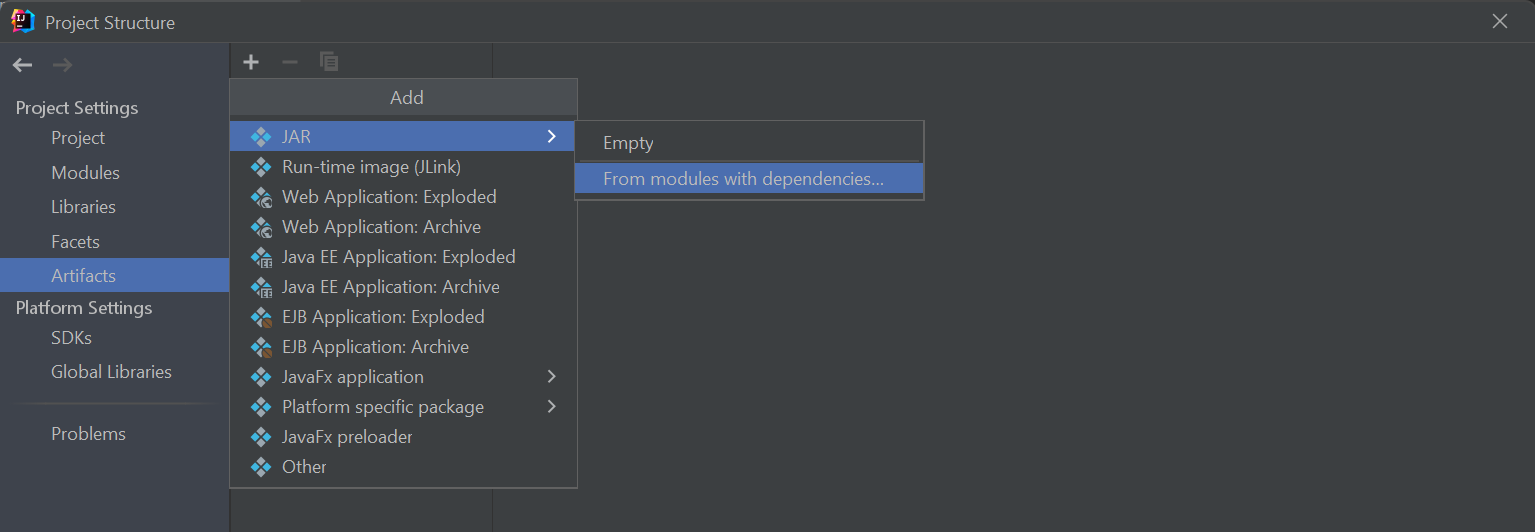 IJ
Project Structure
Project Settings
Project
Modules
Libraries
Facets
Artifacts
Platform Settings
SDKs
Global Libraries
Problems
Add
JAR
Run-time image (JLink)
Web Application: Exploded
Web Application: Archive
Java EE Application: Exploded
Java EE Application: Archive
EJB Application: Exploded
EJB Application: Archive
JavaFx application
Platform specific package
JavaFx preloader
Other
Empty
From modules with dependencies...